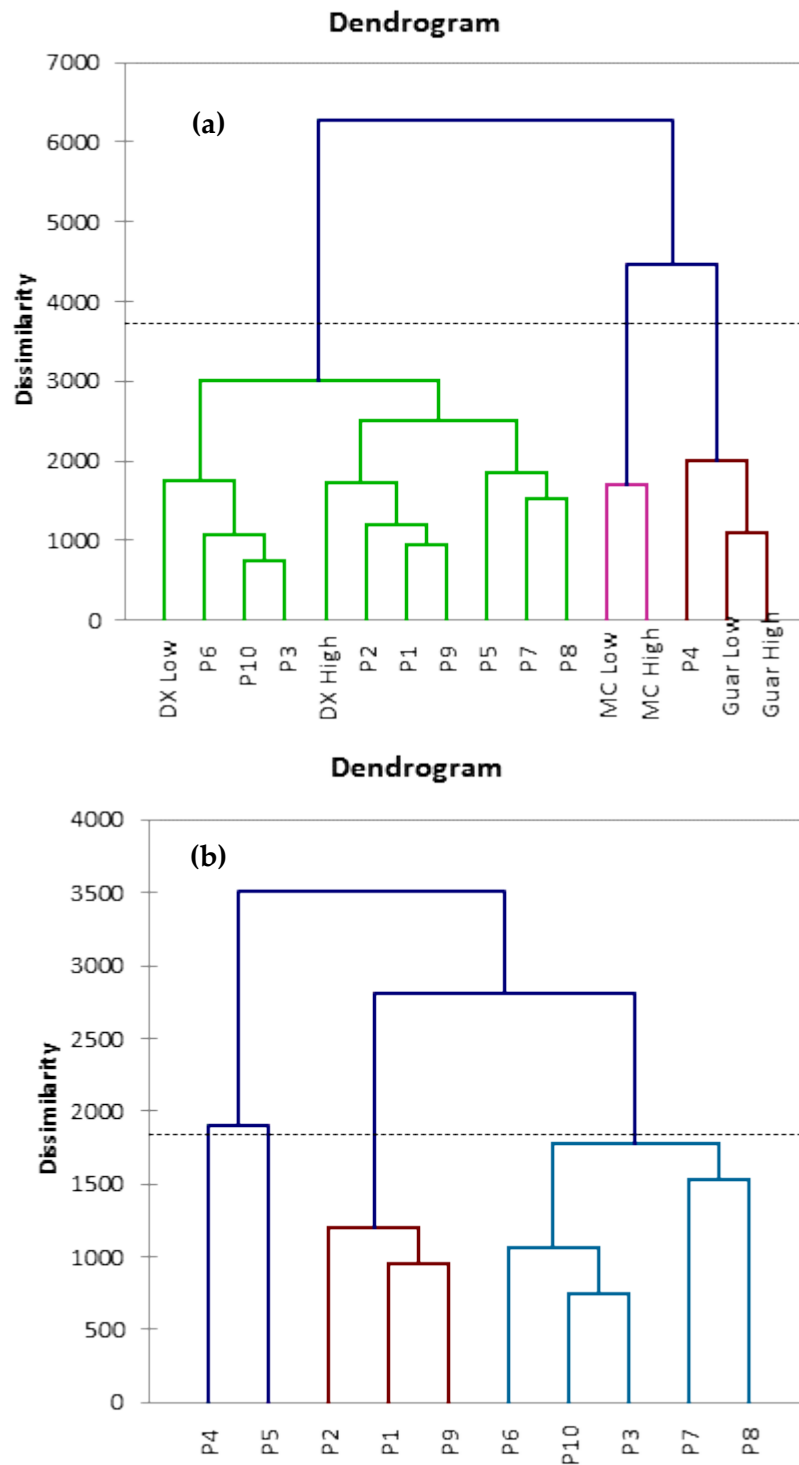 Dendrogram
7000
(a)
6000
5000
4000
3000
2000
1000
0
Dissimilarity
DX Low
P6
P10
P3
DX High
P2
P1
P9
P5
P7
P8
MC Low
MC High
P4
Guar Low
Guar High
Dendrogram
4000
(b)
3500
3000
2500
2000
1500
1000
500
0
Dissimilarity
P4
P5
P2
P1
P9
P6
P10
P3
P7
P8